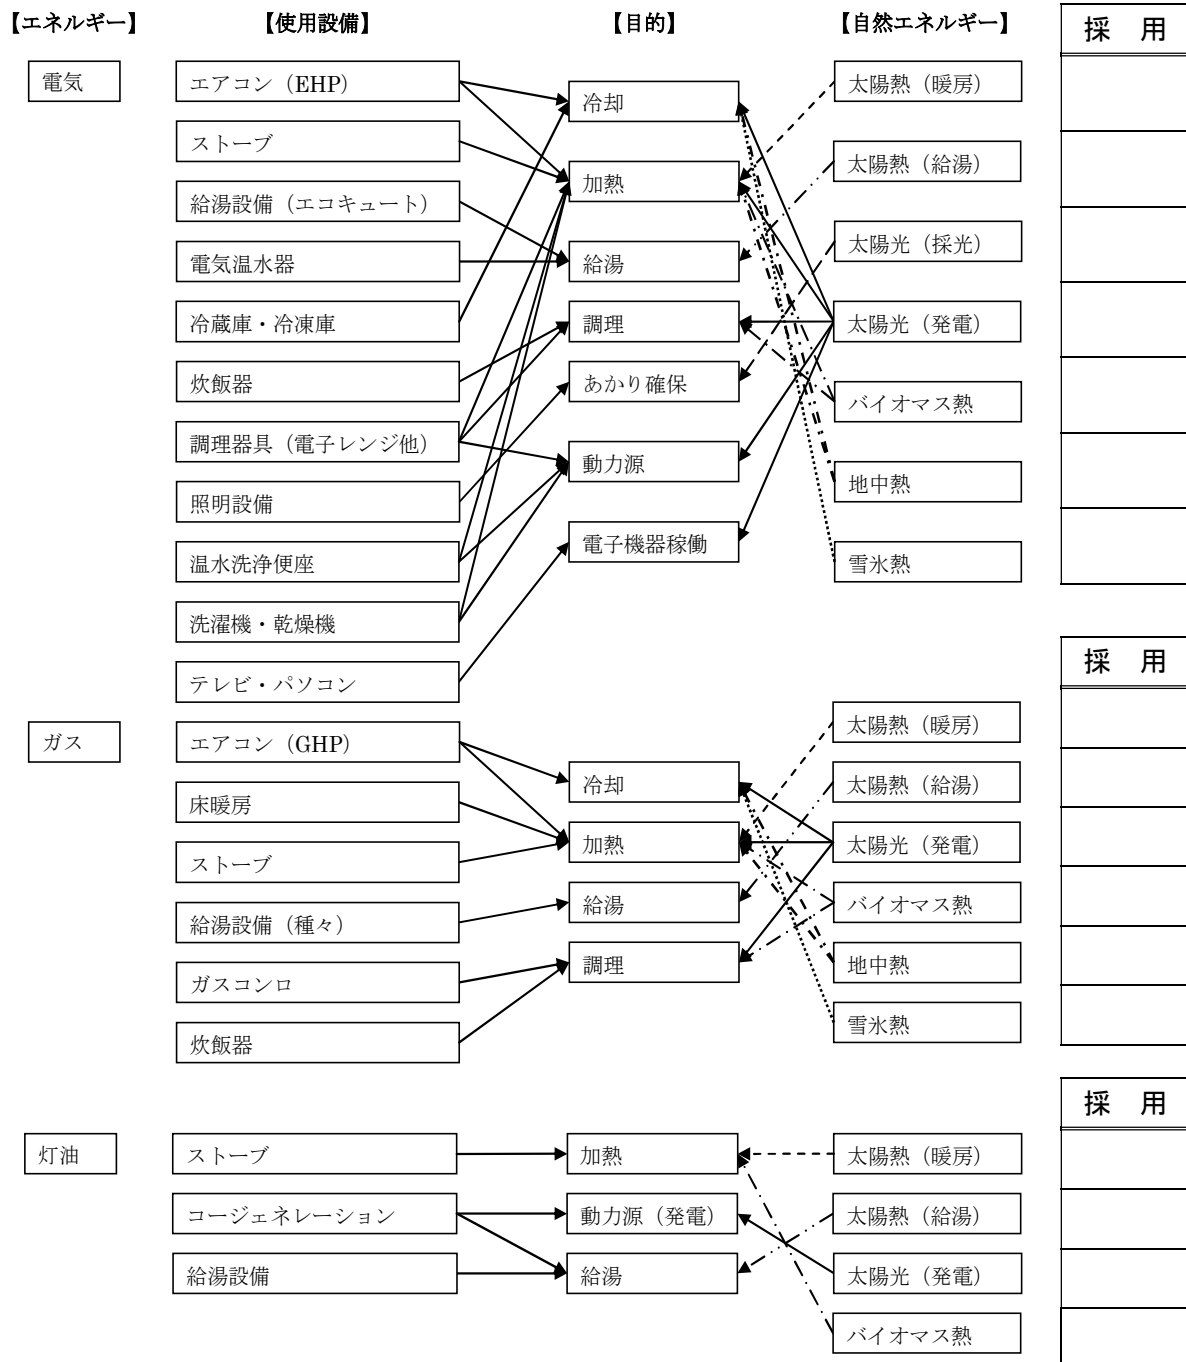 【エネルギー】 【使用設備】 【目的】 【自然エネルギー】 採 用
電気
エアコン（EHP）
ストーブ
給湯設備（エコキュート）
電気温水器
冷蔵庫・冷凍庫
炊飯器
調理器具（電子レンジ他）
照明設備
温水洗浄便座
洗濯機・乾燥機
テレビ・パソコン
冷却
加熱
給湯
調理
あかり確保
動力源
電子機器稼働
太陽熱（暖房）
太陽熱（給湯）
太陽光（採光）
太陽光（発電）
バイオマス熱
地中熱
雪氷熱
採 用
ガス
エアコン（GHP）
床暖房
ストーブ
給湯設備（種々）
ガスコンロ
炊飯器
冷却
加熱
給湯
調理
太陽熱（暖房）
太陽熱（給湯）
太陽光（発電）
バイオマス熱
地中熱
雪氷熱
採 用
灯油
ストーブ
コージェネレーション
給湯設備
加熱
動力源（発電）
給湯
太陽熱（暖房）
太陽熱（給湯）
太陽光（発電）
バイオマス熱